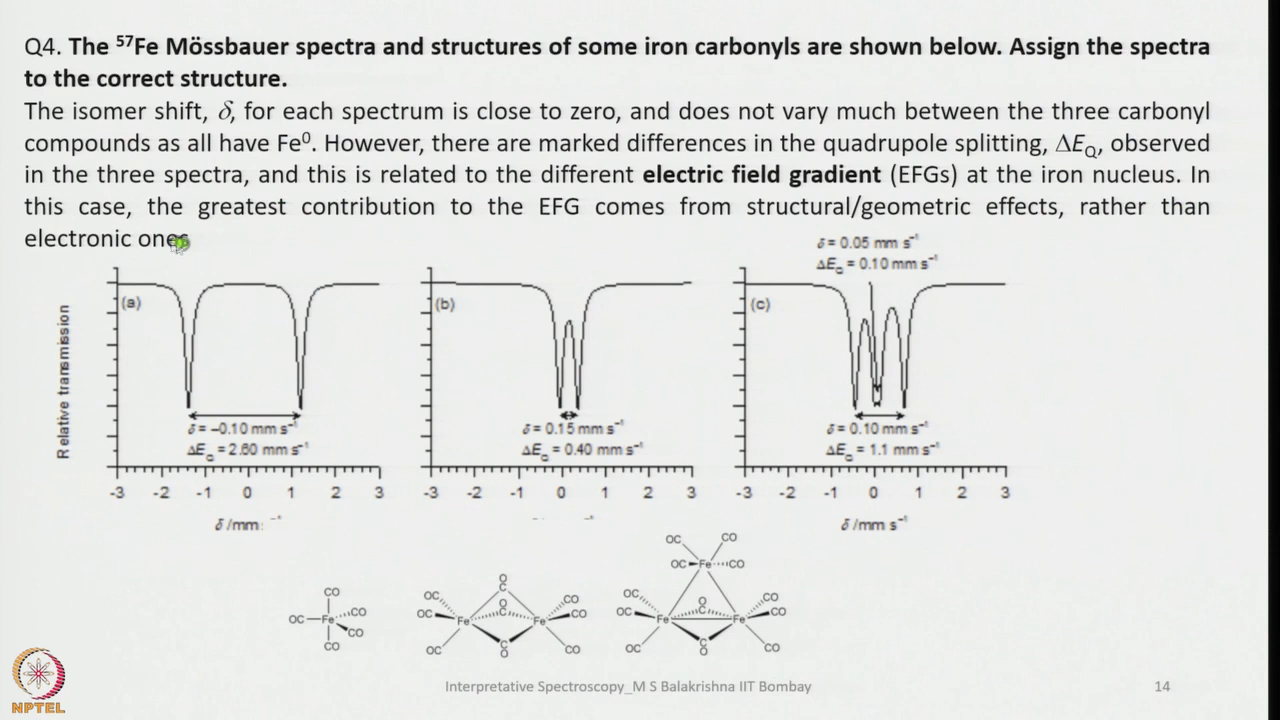 Q4. The ⁵⁷Fe Mössbauer spectra and structures of some iron carbonyls are shown below. Assign the spectra
to the correct structure.
The isomer shift, δ, for each spectrum is close to zero, and does not vary much between the three carbonyl
compounds as all have Fe⁰. However, there are marked differences in the quadrupole splitting, ΔE_Q, observed
in the three spectra, and this is related to the different electric field gradient (EFGs) at the iron nucleus. In
this case, the greatest contribution to the EFG comes from structural/geometric effects, rather than
electronic ones
δ = 0.05 mm s⁻¹
ΔE_Q = 0.10 mm s⁻¹
(a) (b) (c)
Relative transmission
δ = −0.10 mm s⁻¹ δ = 0.15 mm s⁻¹ δ = 0.10 mm s⁻¹
ΔE_Q = 2.60 mm s⁻¹ ΔE_Q = 0.40 mm s⁻¹ ΔE_Q = 1.1 mm s⁻¹
-3 -2 -1 0 1 2 3 -3 -2 -1 0 1 2 3 -3 -2 -1 0 1 2 3
δ /mm δ /mm s⁻¹
OC CO
OC Fe CO
CO O OC O CO
C OC C CO
OC Fe CO OC O CO OC O CO
CO OC C CO OC C CO
CO Fe Fe Fe Fe
OC C CO OC C CO
O O
Interpretative Spectroscopy_M S Balakrishna IIT Bombay
14
NPTEL